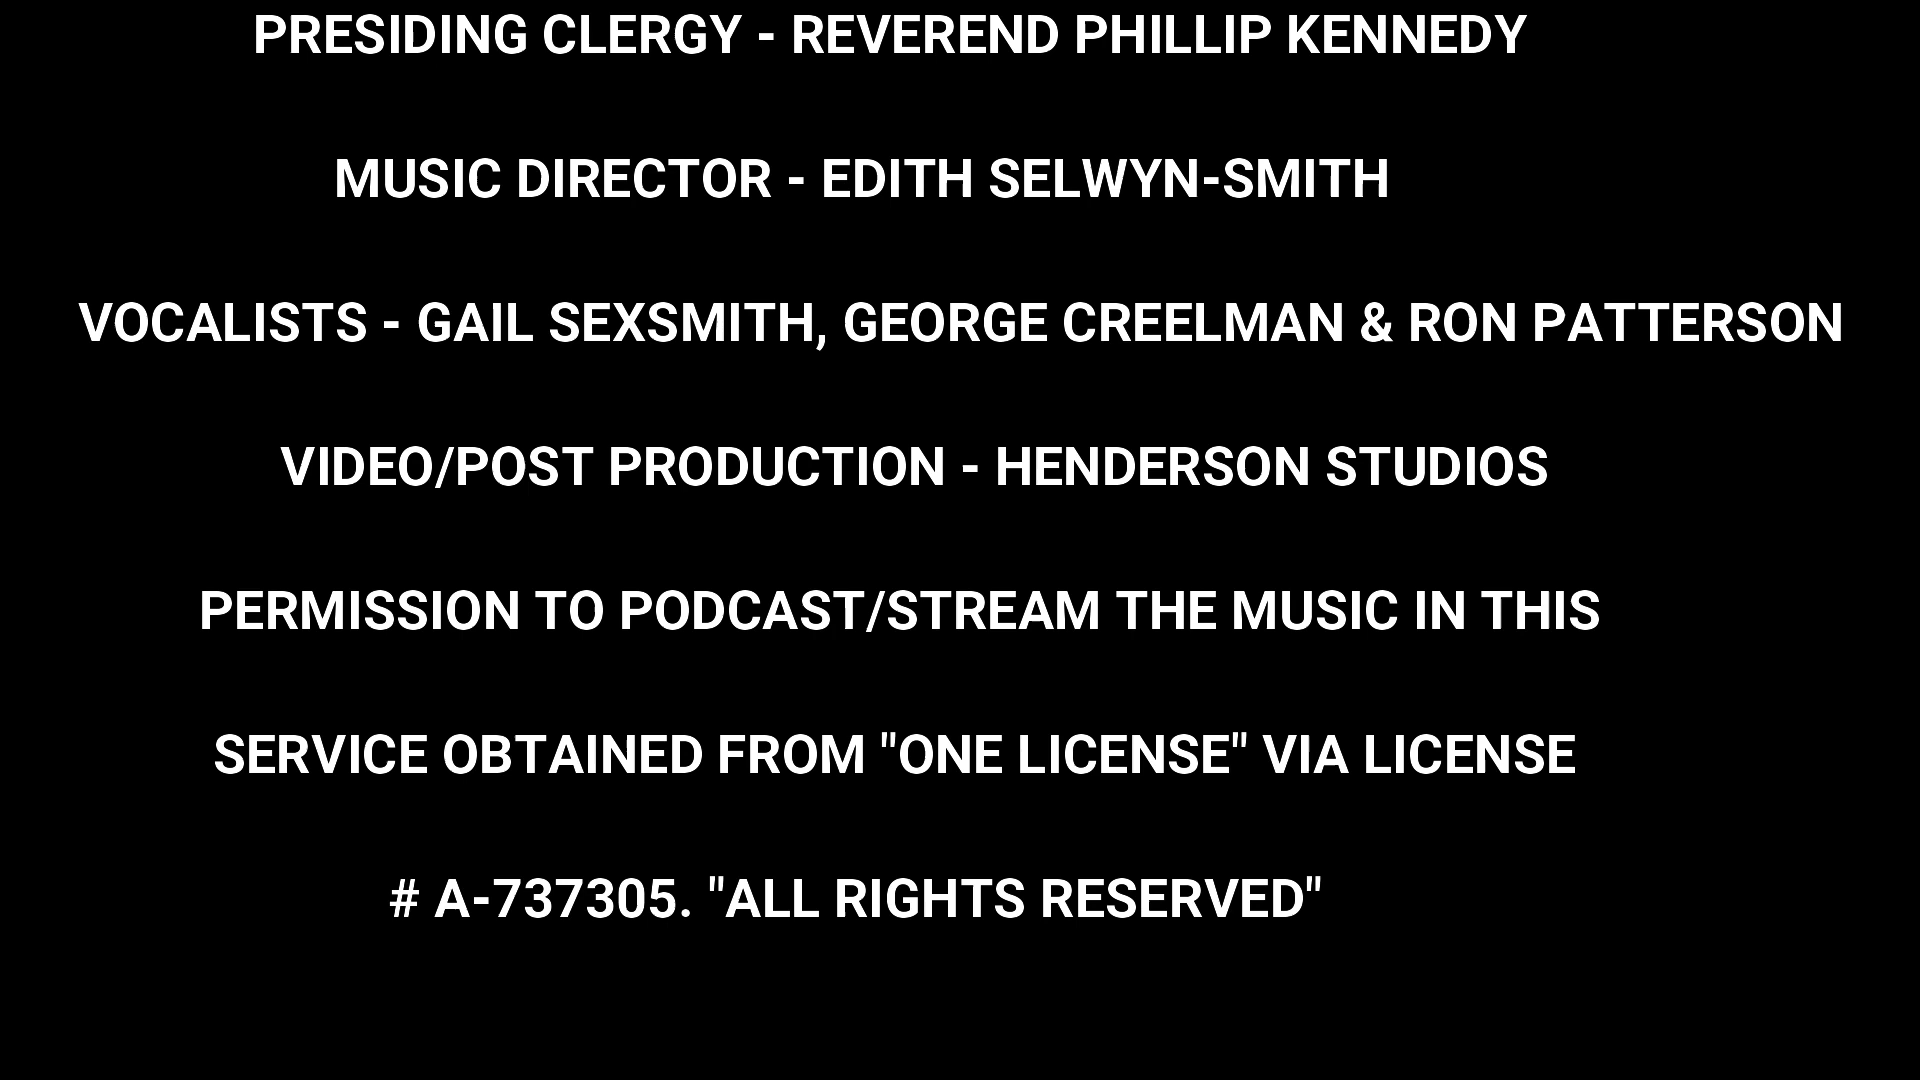 PRESIDING CLERGY - REVEREND PHILLIP KENNEDY
MUSIC DIRECTOR - EDITH SELWYN-SMITH
VOCALISTS - GAIL SEXSMITH, GEORGE CREELMAN & RON PATTERSON
VIDEO/POST PRODUCTION - HENDERSON STUDIOS
PERMISSION TO PODCAST/STREAM THE MUSIC IN THIS
SERVICE OBTAINED FROM "ONE LICENSE" VIA LICENSE
# A-737305. "ALL RIGHTS RESERVED"